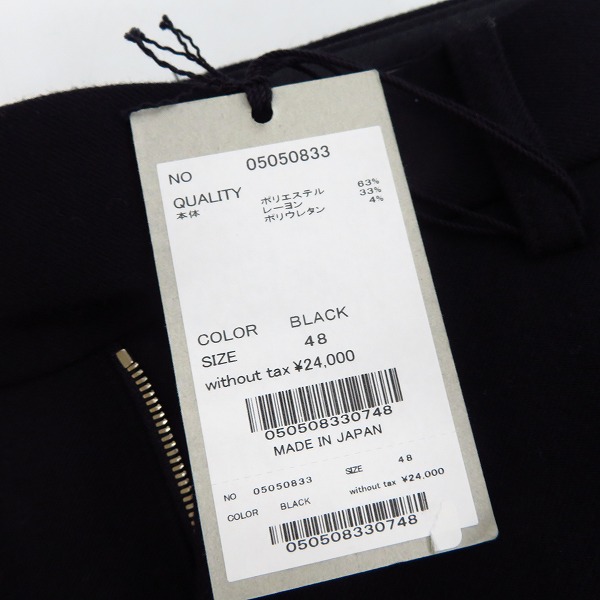 NO 05050833
QUALITY ポリエステル 63%
本体 レーヨン 33%
ポリウレタン 4%
COLOR BLACK
SIZE 48
without tax ¥24,000
050508330748
MADE IN JAPAN
NO 05050833 SIZE 48
COLOR BLACK without tax ¥24,000
050508330748